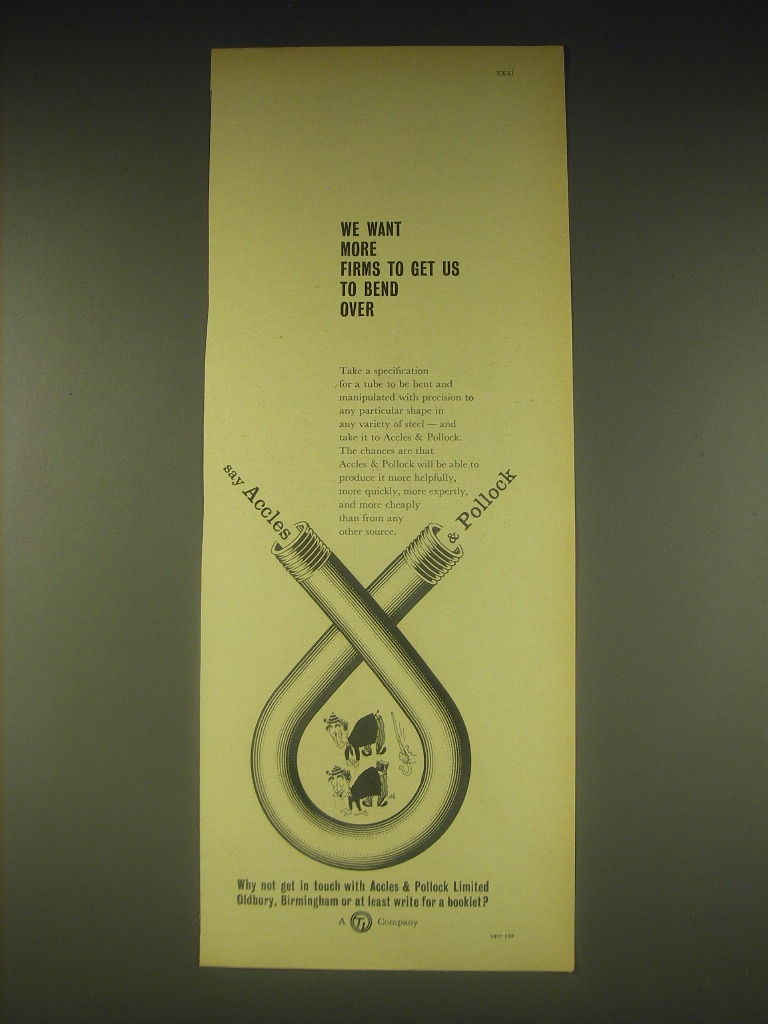 xxxi
WE WANT
MORE
FIRMS TO GET US
TO BEND
OVER
Take a specification
for a tube to be bent and
manipulated with precision to
any particular shape in
any variety of steel — and
take it to Accles & Pollock.
The chances are that
Accles & Pollock will be able to
produce it more helpfully,
more quickly, more expertly,
and more cheaply
than from any
other source.
say Accles
& Pollock
Why not get in touch with Accles & Pollock Limited
Oldbury, Birmingham or at least write for a booklet?
A TI Company